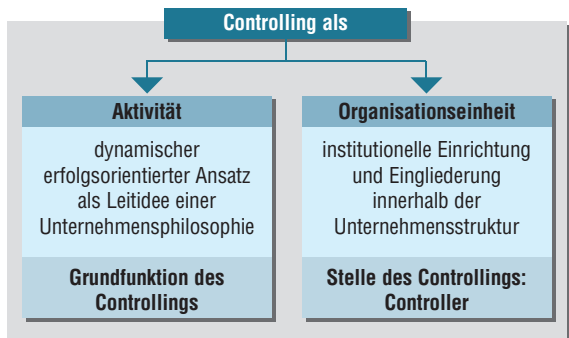 Controlling als
Aktivität
dynamischer
erfolgsorientierter Ansatz
als Leitidee einer
Unternehmensphilosophie
Grundfunktion des
Controllings
Organisationseinheit
institutionelle Einrichtung
und Eingliederung
innerhalb der
Unternehmensstruktur
Stelle des Controllings:
Controller